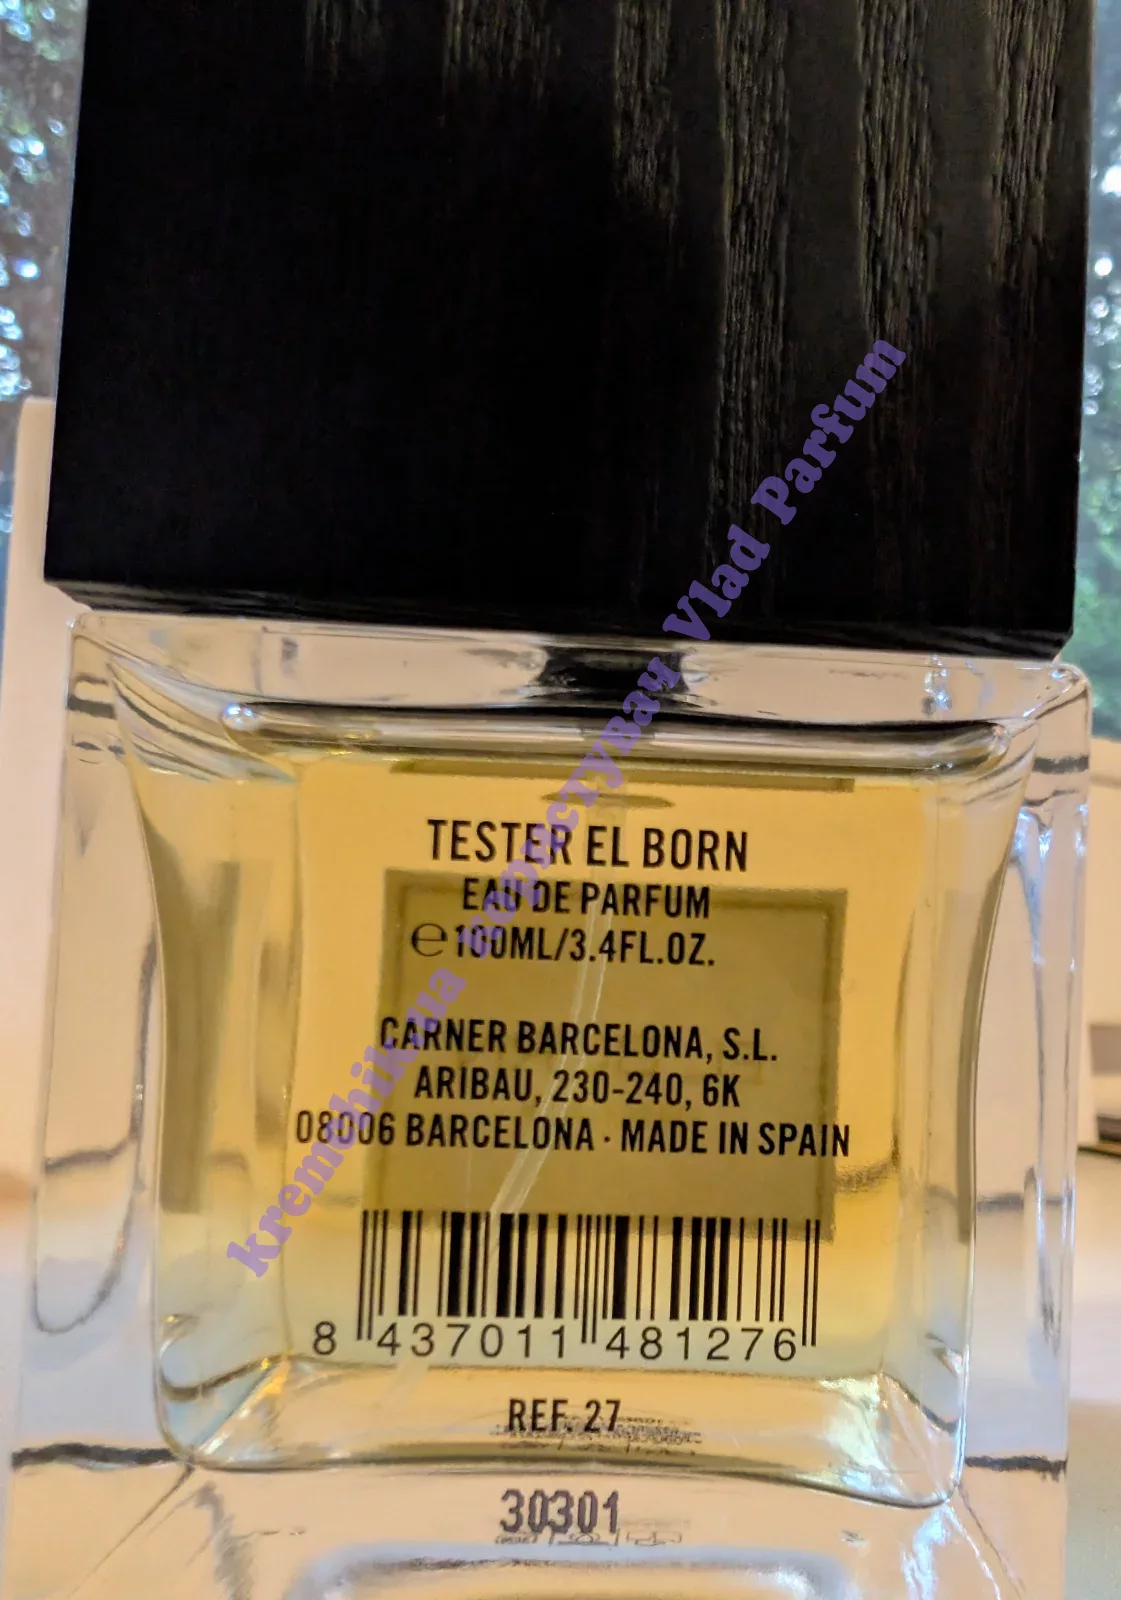 TESTER EL BORN
EAU DE PARFUM
℮100ML/3.4FL.OZ.
CARNER BARCELONA, S.L.
ARIBAU, 230-240, 6K
08006 BARCELONA · MADE IN SPAIN
8 437011 481276
REF. 27
30301
kremchik.ua користувач Vlad Parfum